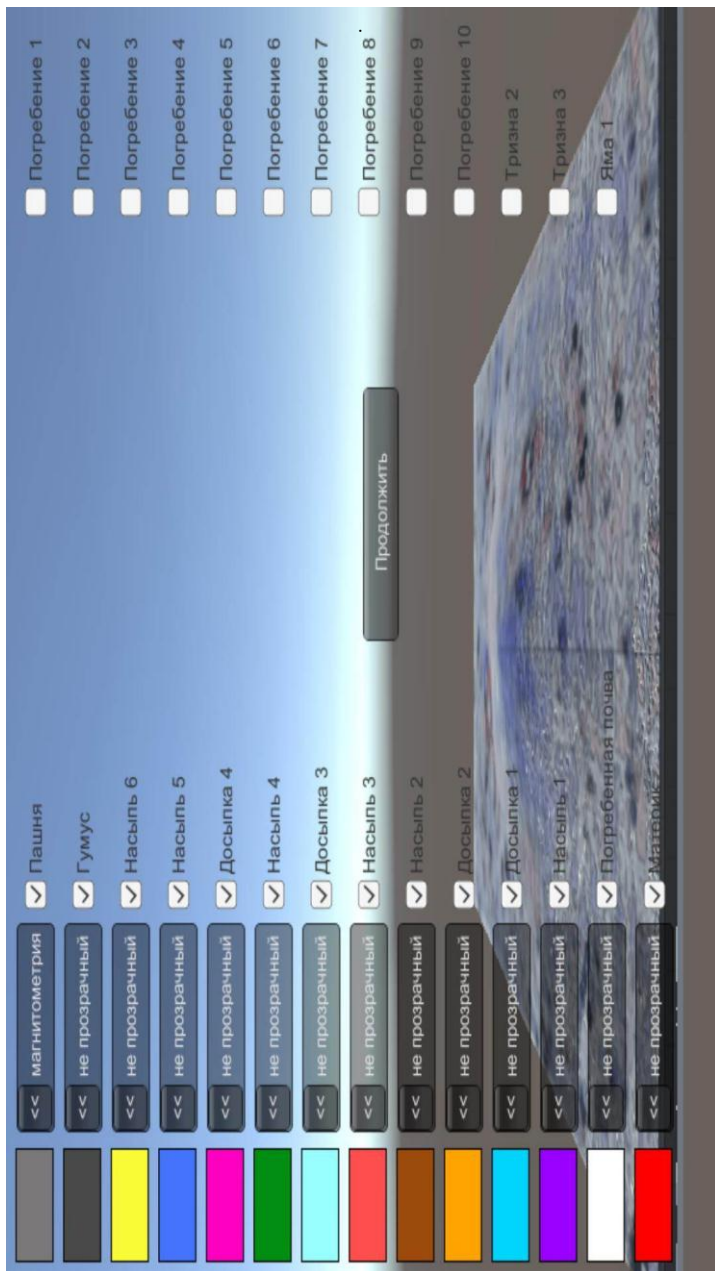 << магнитометрия Пашня Погребение 1
<< не прозрачный Гумус Погребение 2
<< не прозрачный Насыпь 6 Погребение 3
<< не прозрачный Насыпь 5 Погребение 4
<< не прозрачный Досыпка 4 Погребение 5
<< не прозрачный Насыпь 4 Погребение 6
<< не прозрачный Досыпка 3 Погребение 7
<< не прозрачный Насыпь 3 Погребение 8
Продолжить
<< не прозрачный Насыпь 2 Погребение 9
<< не прозрачный Досыпка 2 Погребение 10
<< не прозрачный Досыпка 1 Тризна 2
<< не прозрачный Насыпь 1 Тризна 3
<< не прозрачный Погребенная почва Яма 1
<< не прозрачный Материк